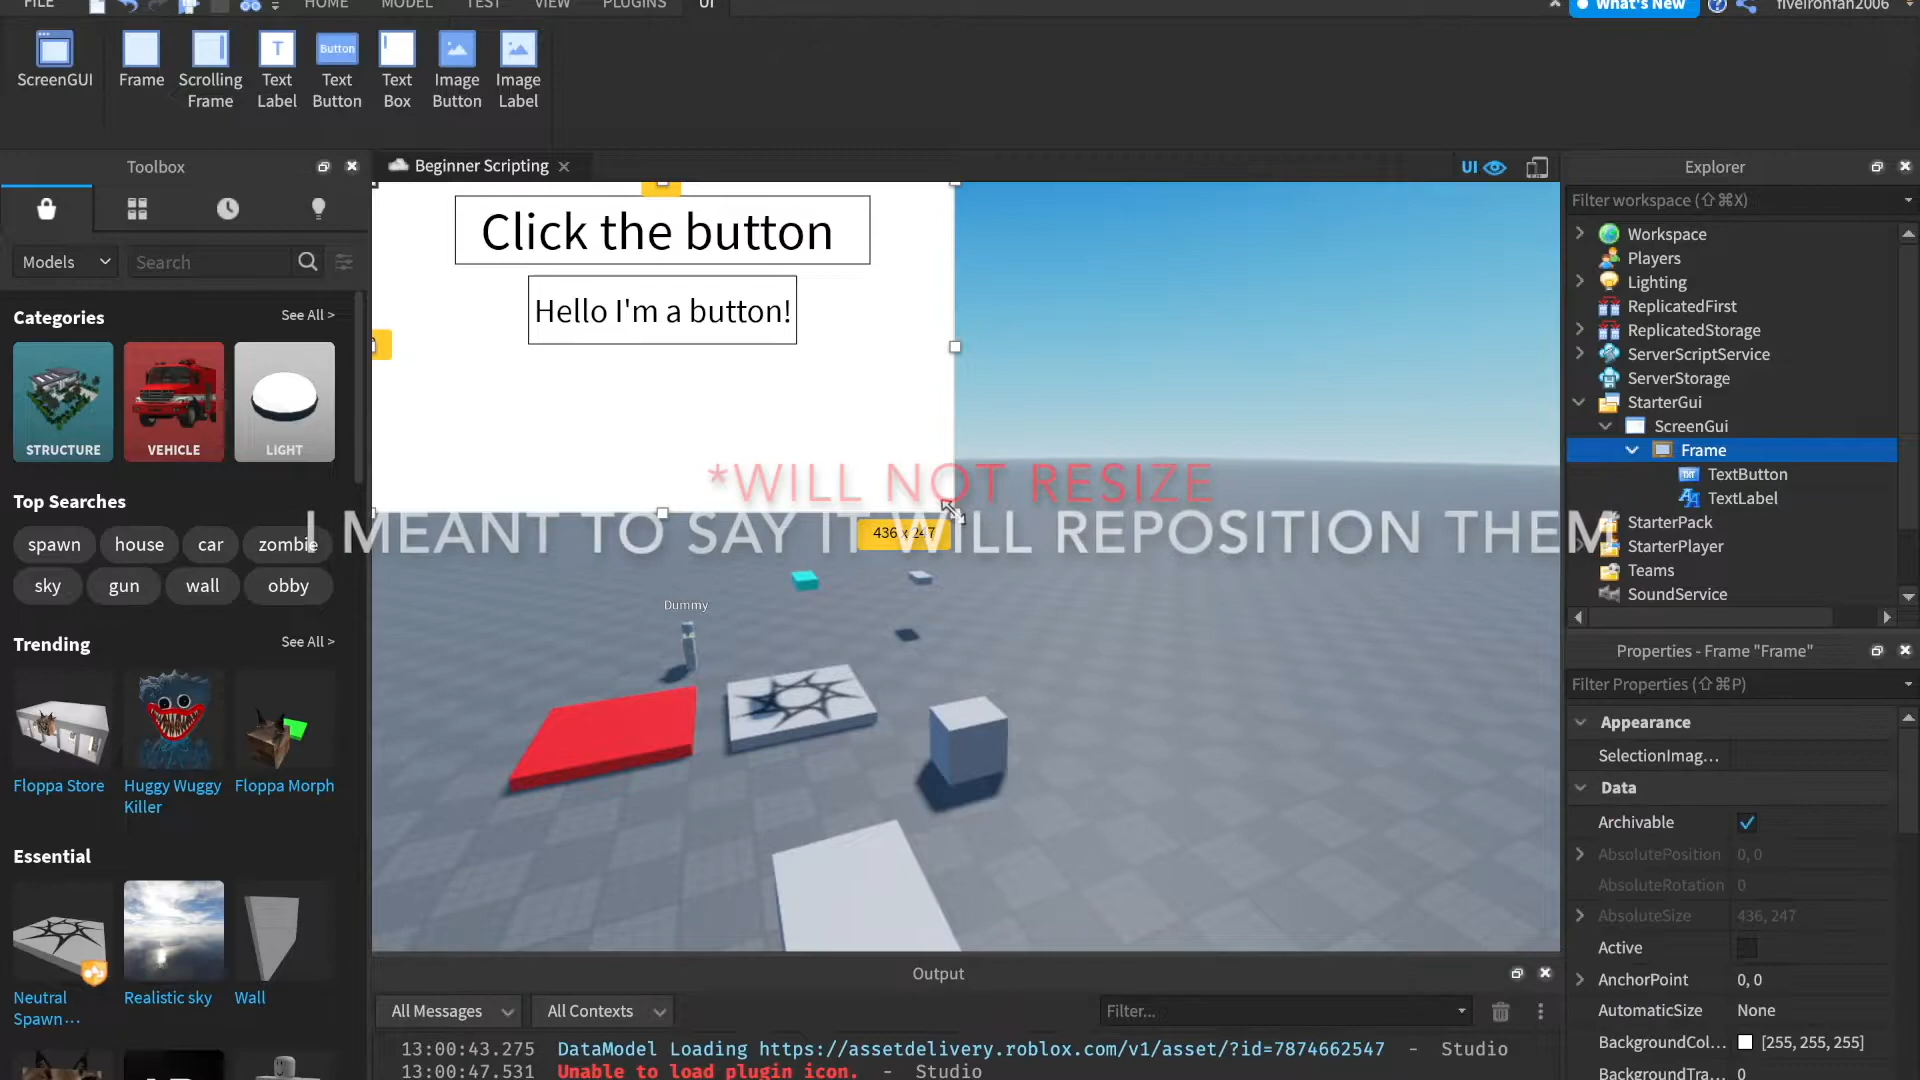 FILE
HOME
MODEL
TEST
VIEW
PLUGINS
UI
What's New
fiveironfan2006
ScreenGUI
Frame
Scrolling
Frame
Text
Label
Button
Text
Button
Text
Box
Image
Button
Image
Label
Toolbox
Beginner Scripting
UI
Explorer
Models
Search
Categories
See All >
STRUCTURE
VEHICLE
LIGHT
Top Searches
spawn
house
car
zombie
sky
gun
wall
obby
Trending
See All >
Floppa Store
Huggy Wuggy
Killer
Floppa Morph
Essential
Neutral
Spawn...
Realistic sky
Wall
Click the button
Hello I'm a button!
*WILL NOT RESIZE
I MEANT TO SAY IT WILL REPOSITION THEM
436 x 247
Dummy
Output
All Messages
All Contexts
Filter...
13:00:43.275 DataModel Loading https://assetdelivery.roblox.com/v1/asset/?id=7874662547 - Studio
13:00:47.531 Unable to load plugin icon. - Studio
Filter workspace (⇧⌘X)
Workspace
Players
Lighting
ReplicatedFirst
ReplicatedStorage
ServerScriptService
ServerStorage
StarterGui
ScreenGui
Frame
TextButton
TextLabel
StarterPack
StarterPlayer
Teams
SoundService
Properties - Frame "Frame"
Filter Properties (⇧⌘P)
Appearance
SelectionImag...
Data
Archivable
AbsolutePosition 0, 0
AbsoluteRotation 0
AbsoluteSize 436, 247
Active
AnchorPoint 0, 0
AutomaticSize None
BackgroundCol... [255, 255, 255]
BackgroundTra... 0